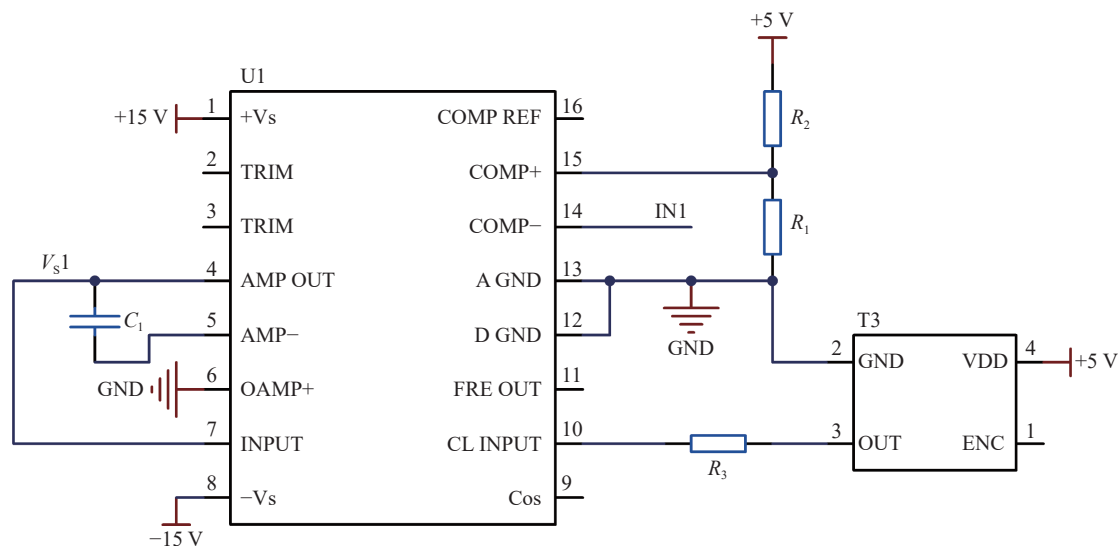 +5 V
U1
+15 V
1
+Vs
COMP REF
16
R2
2
TRIM
COMP+
15
3
TRIM
COMP−
14
IN1
R1
Vs1
4
AMP OUT
A GND
13
C1
5
AMP−
D GND
12
GND
T3
GND
6
OAMP+
FRE OUT
11
2
GND
VDD
4
+5 V
7
INPUT
CL INPUT
10
R3
3
OUT
ENC
1
8
−Vs
Cos
9
−15 V